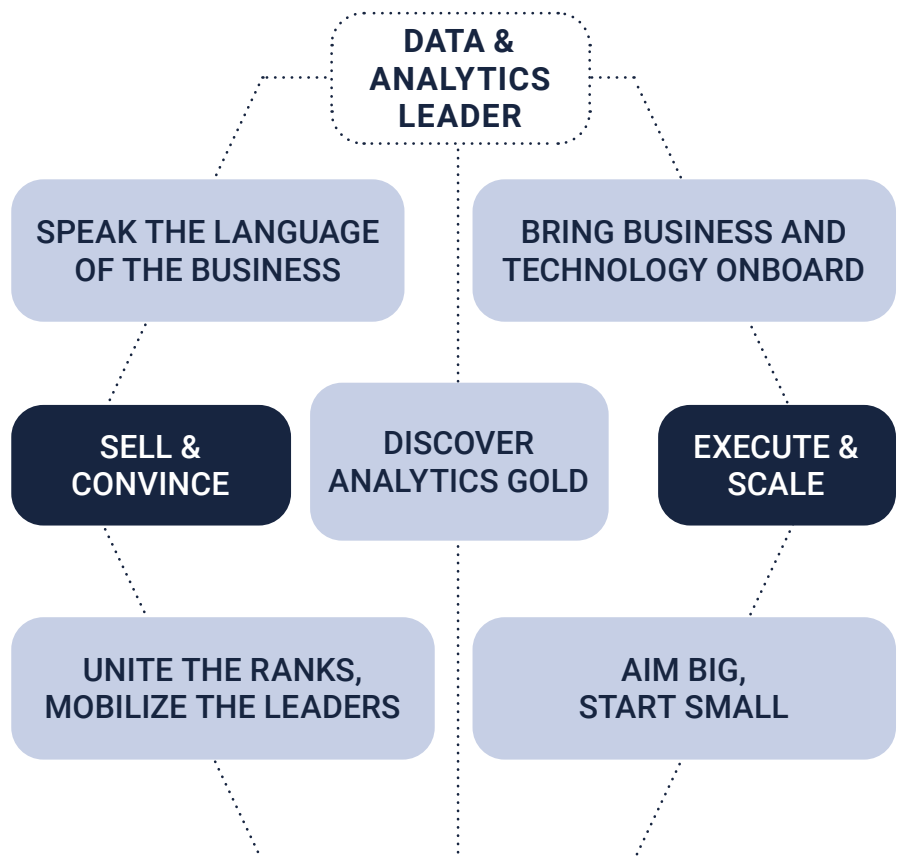 DATA &
ANALYTICS
LEADER
SPEAK THE LANGUAGE
OF THE BUSINESS
BRING BUSINESS AND
TECHNOLOGY ONBOARD
SELL &
CONVINCE
DISCOVER
ANALYTICS GOLD
EXECUTE &
SCALE
UNITE THE RANKS,
MOBILIZE THE LEADERS
AIM BIG,
START SMALL